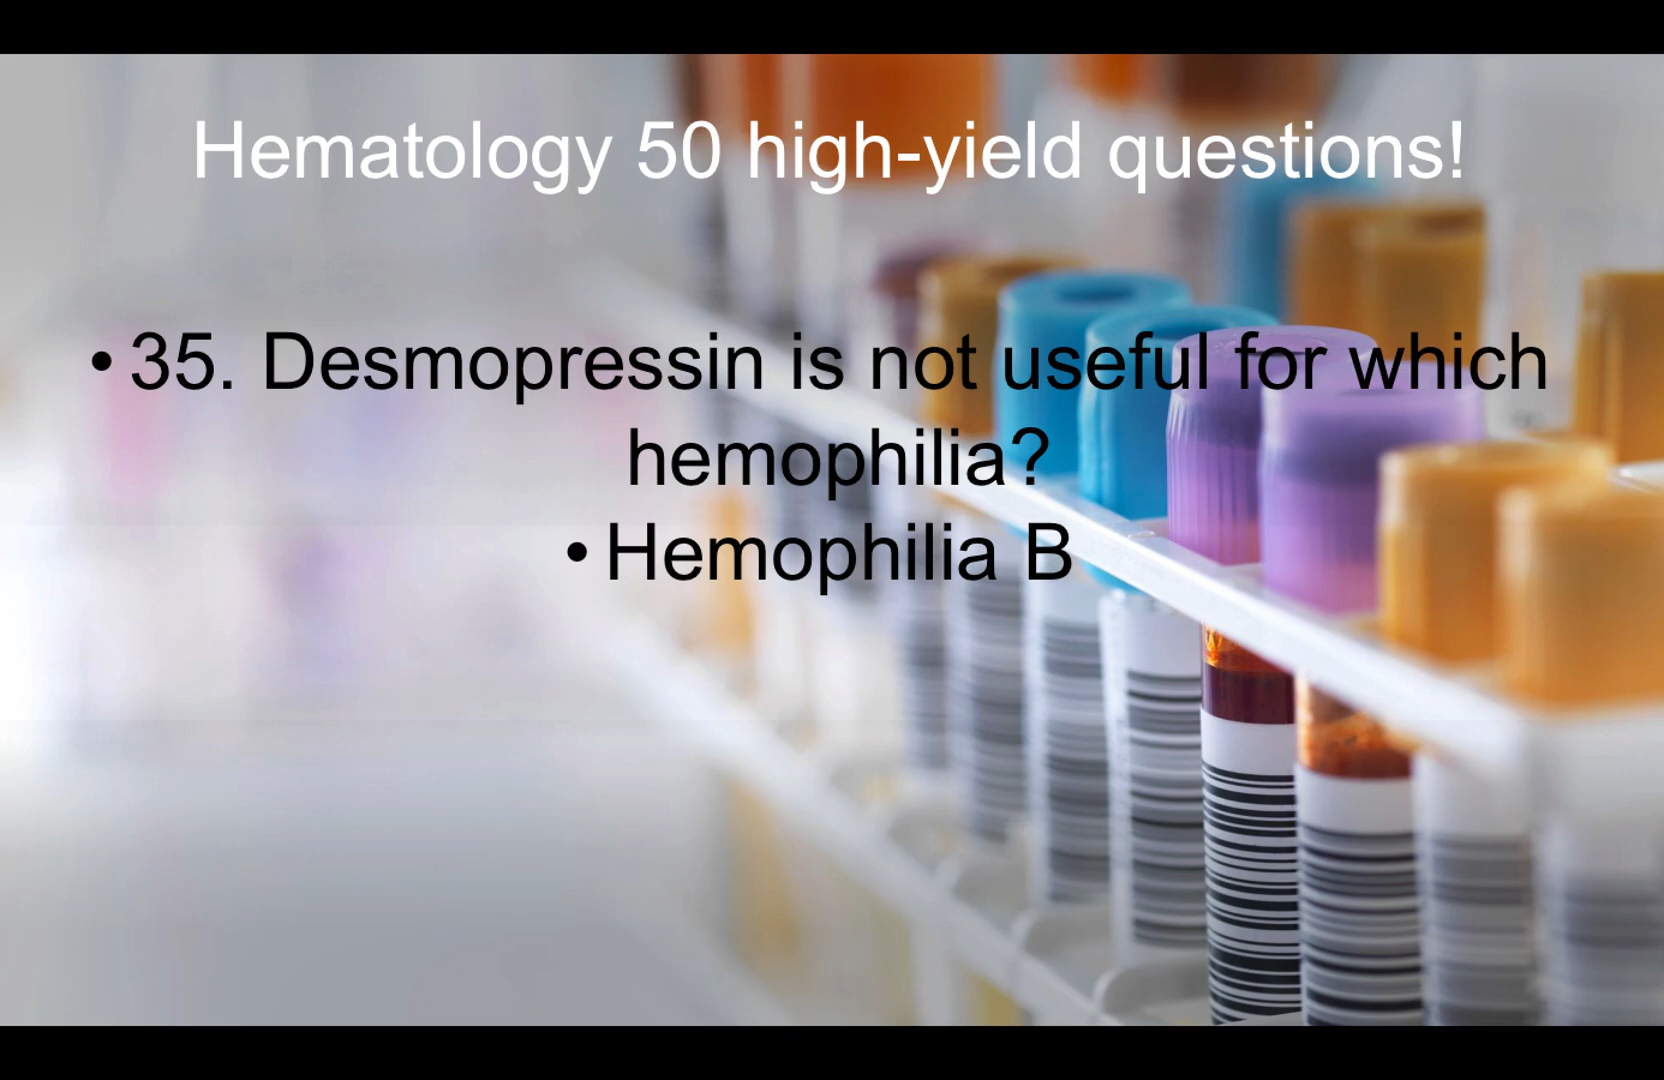 Hematology 50 high-yield questions!
• 35. Desmopressin is not useful for which
hemophilia?
• Hemophilia B